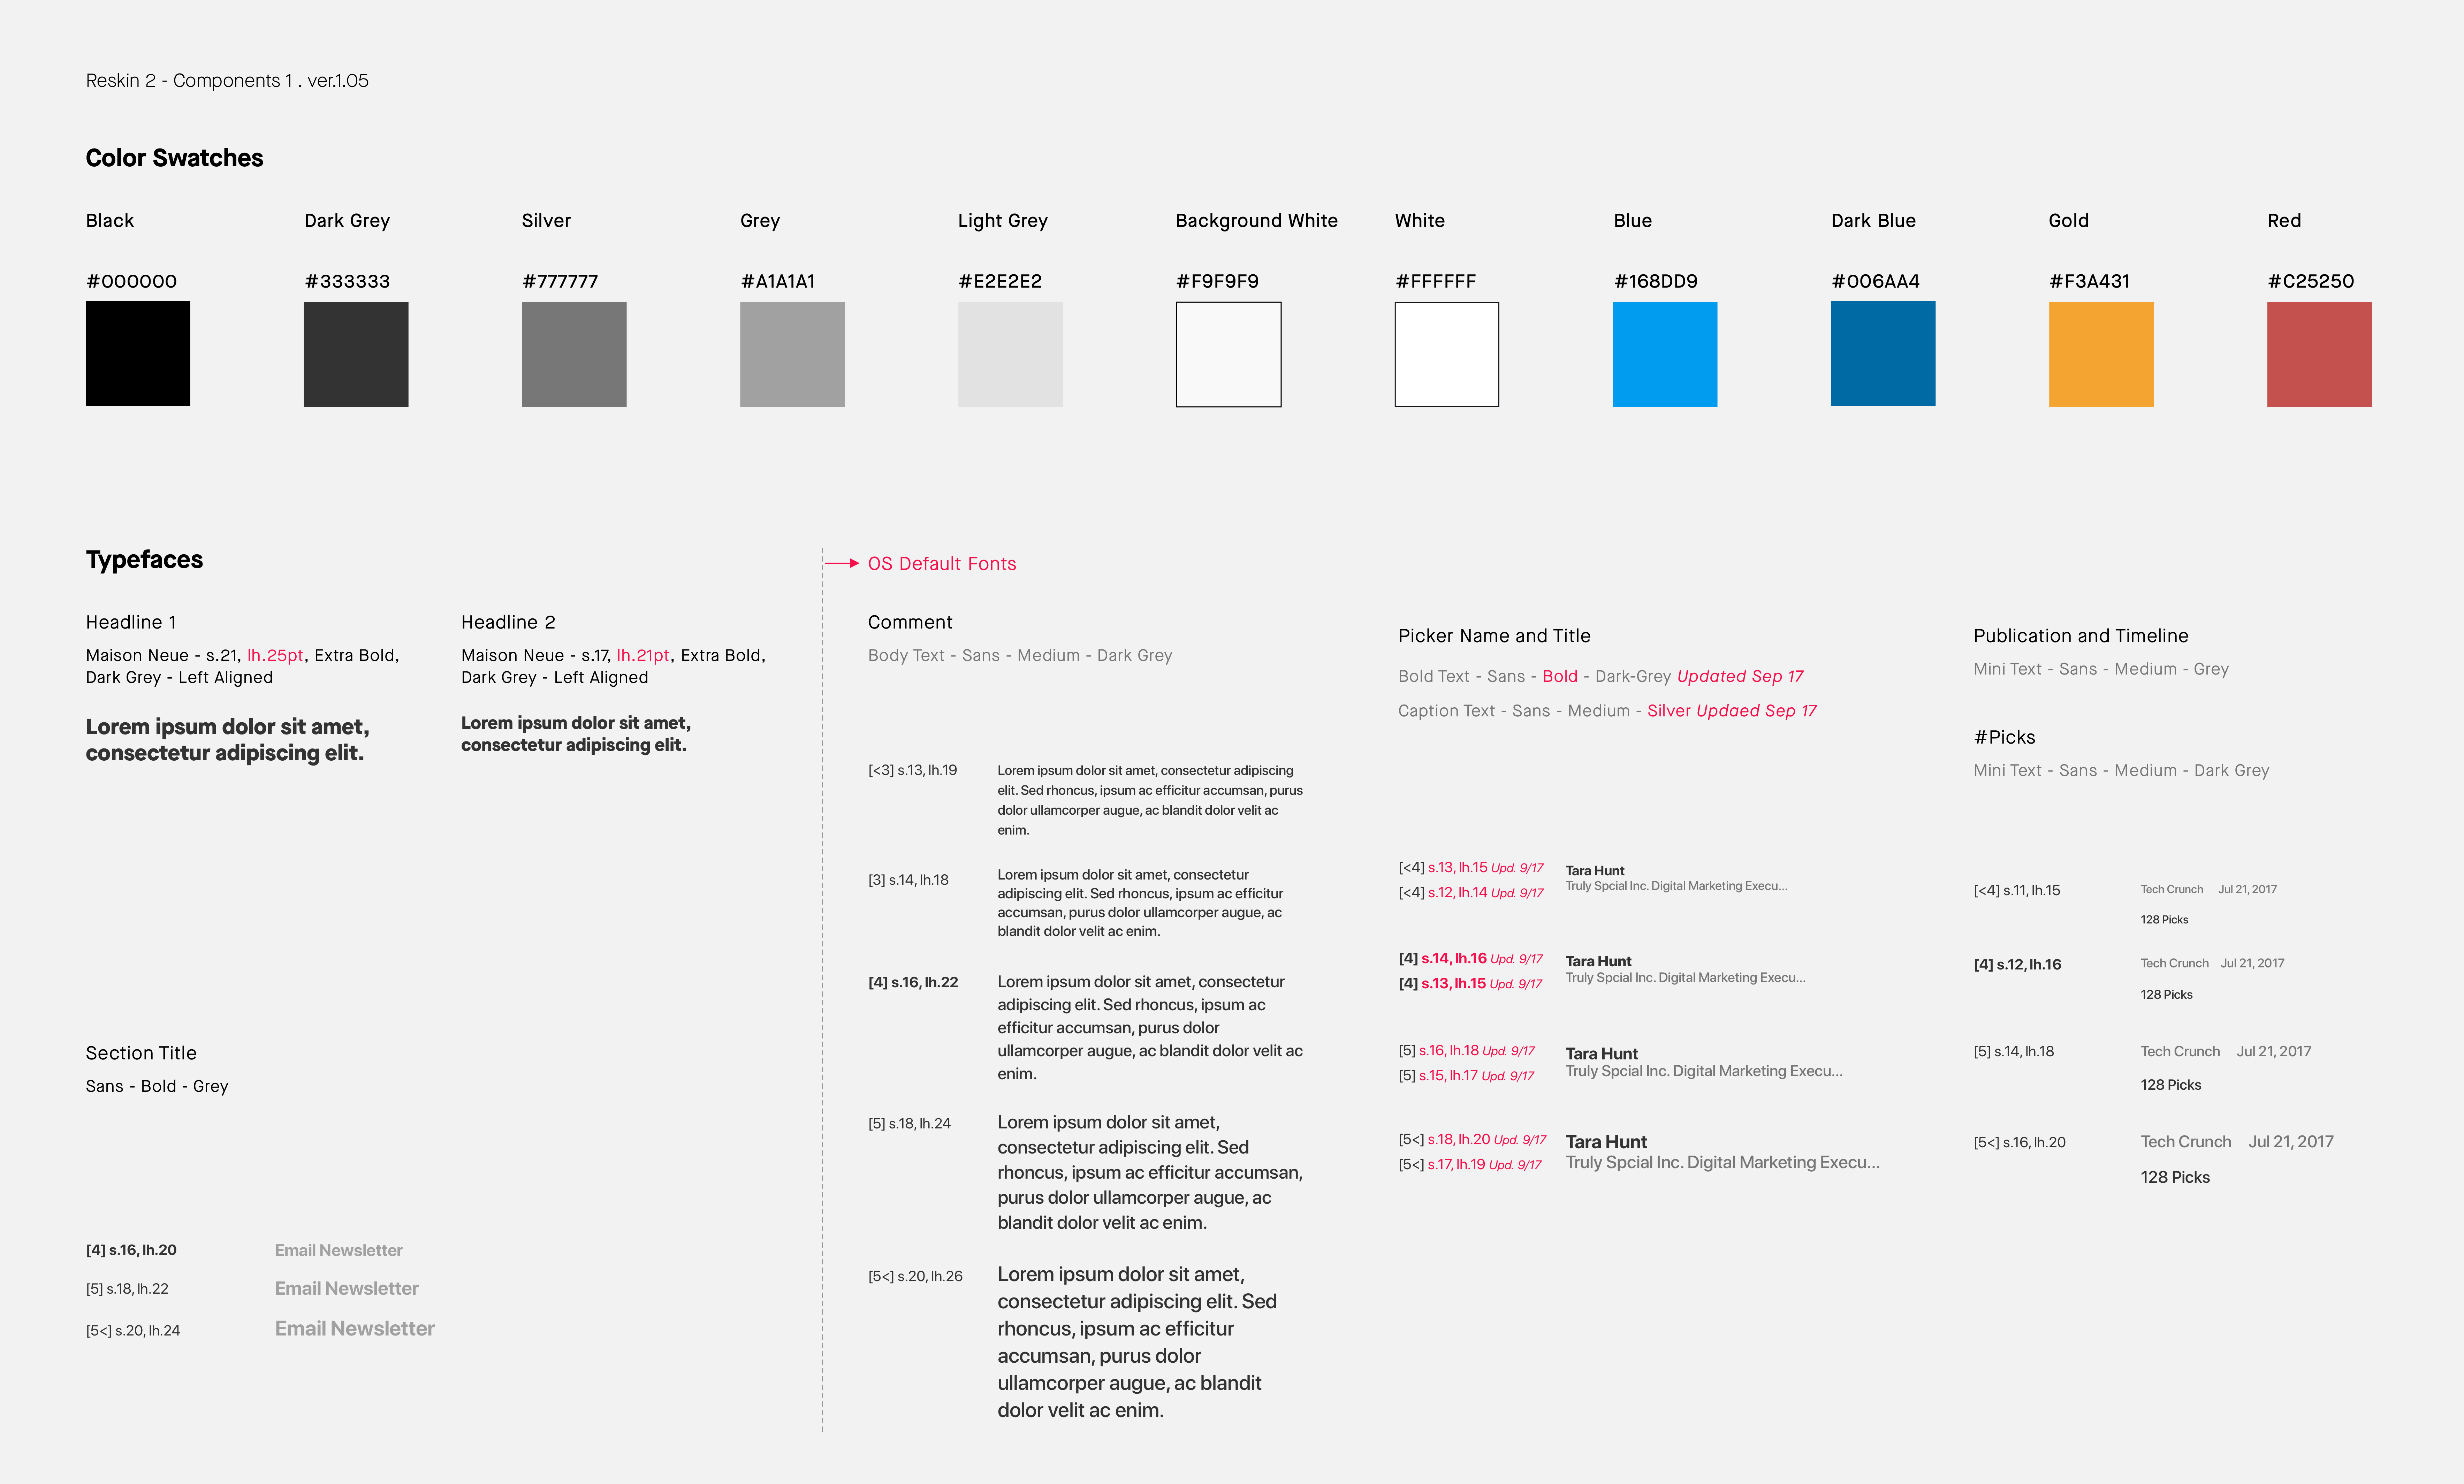 Reskin 2 - Components 1 . ver.1.05
Color Swatches
Black
Dark Grey
Silver
Grey
Light Grey
Background White
White
Blue
Dark Blue
Gold
Red
#000000
#333333
#777777
#A1A1A1
#E2E2E2
#F9F9F9
#FFFFFF
#168DD9
#006AA4
#F3A431
#C25250
Typefaces
Headline 1
Maison Neue - s.21, lh.25pt, Extra Bold,
Dark Grey - Left Aligned
Lorem ipsum dolor sit amet,
consectetur adipiscing elit.
Headline 2
Maison Neue - s.17, lh.21pt, Extra Bold,
Dark Grey - Left Aligned
Lorem ipsum dolor sit amet,
consectetur adipiscing elit.
Section Title
Sans - Bold - Grey
[4] s.16, lh.20 Email Newsletter
[5] s.18, lh.22 Email Newsletter
[5<] s.20, lh.24 Email Newsletter
OS Default Fonts
Comment
Body Text - Sans - Medium - Dark Grey
[<3] s.13, lh.19
Lorem ipsum dolor sit amet, consectetur adipiscing
elit. Sed rhoncus, ipsum ac efficitur accumsan, purus
dolor ullamcorper augue, ac blandit dolor velit ac
enim.
[3] s.14, lh.18
Lorem ipsum dolor sit amet, consectetur
adipiscing elit. Sed rhoncus, ipsum ac efficitur
accumsan, purus dolor ullamcorper augue, ac
blandit dolor velit ac enim.
[4] s.16, lh.22
Lorem ipsum dolor sit amet, consectetur
adipiscing elit. Sed rhoncus, ipsum ac
efficitur accumsan, purus dolor
ullamcorper augue, ac blandit dolor velit ac
enim.
[5] s.18, lh.24
Lorem ipsum dolor sit amet,
consectetur adipiscing elit. Sed
rhoncus, ipsum ac efficitur accumsan,
purus dolor ullamcorper augue, ac
blandit dolor velit ac enim.
[5<] s.20, lh.26
Lorem ipsum dolor sit amet,
consectetur adipiscing elit. Sed
rhoncus, ipsum ac efficitur
accumsan, purus dolor
ullamcorper augue, ac blandit
dolor velit ac enim.
Picker Name and Title
Bold Text - Sans - Bold - Dark-Grey Updated Sep 17
Caption Text - Sans - Medium - Silver Updaed Sep 17
[<4] s.13, lh.15 Upd. 9/17
[<4] s.12, lh.14 Upd. 9/17
Tara Hunt
Truly Spcial Inc. Digital Marketing Execu...
[4] s.14, lh.16 Upd. 9/17
[4] s.13, lh.15 Upd. 9/17
Tara Hunt
Truly Spcial Inc. Digital Marketing Execu...
[5] s.16, lh.18 Upd. 9/17
[5] s.15, lh.17 Upd. 9/17
Tara Hunt
Truly Spcial Inc. Digital Marketing Execu...
[5<] s.18, lh.20 Upd. 9/17
[5<] s.17, lh.19 Upd. 9/17
Tara Hunt
Truly Spcial Inc. Digital Marketing Execu...
Publication and Timeline
Mini Text - Sans - Medium - Grey
#Picks
Mini Text - Sans - Medium - Dark Grey
[<4] s.11, lh.15
Tech Crunch Jul 21, 2017
128 Picks
[4] s.12, lh.16
Tech Crunch Jul 21, 2017
128 Picks
[5] s.14, lh.18
Tech Crunch Jul 21, 2017
128 Picks
[5<] s.16, lh.20
Tech Crunch Jul 21, 2017
128 Picks